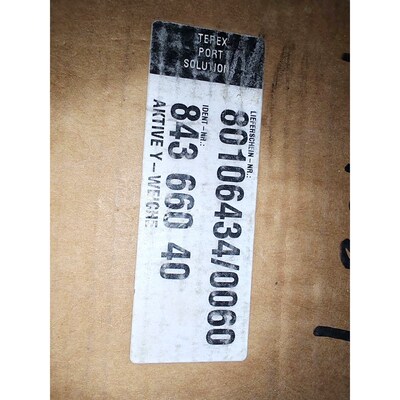 TEREX
PORT
SOLUTIONS
LIEFERSCHEIN-NR.:
80106434/0060
IDENT-NR.:
843 660 40
AKTIVE Y-WEICHE